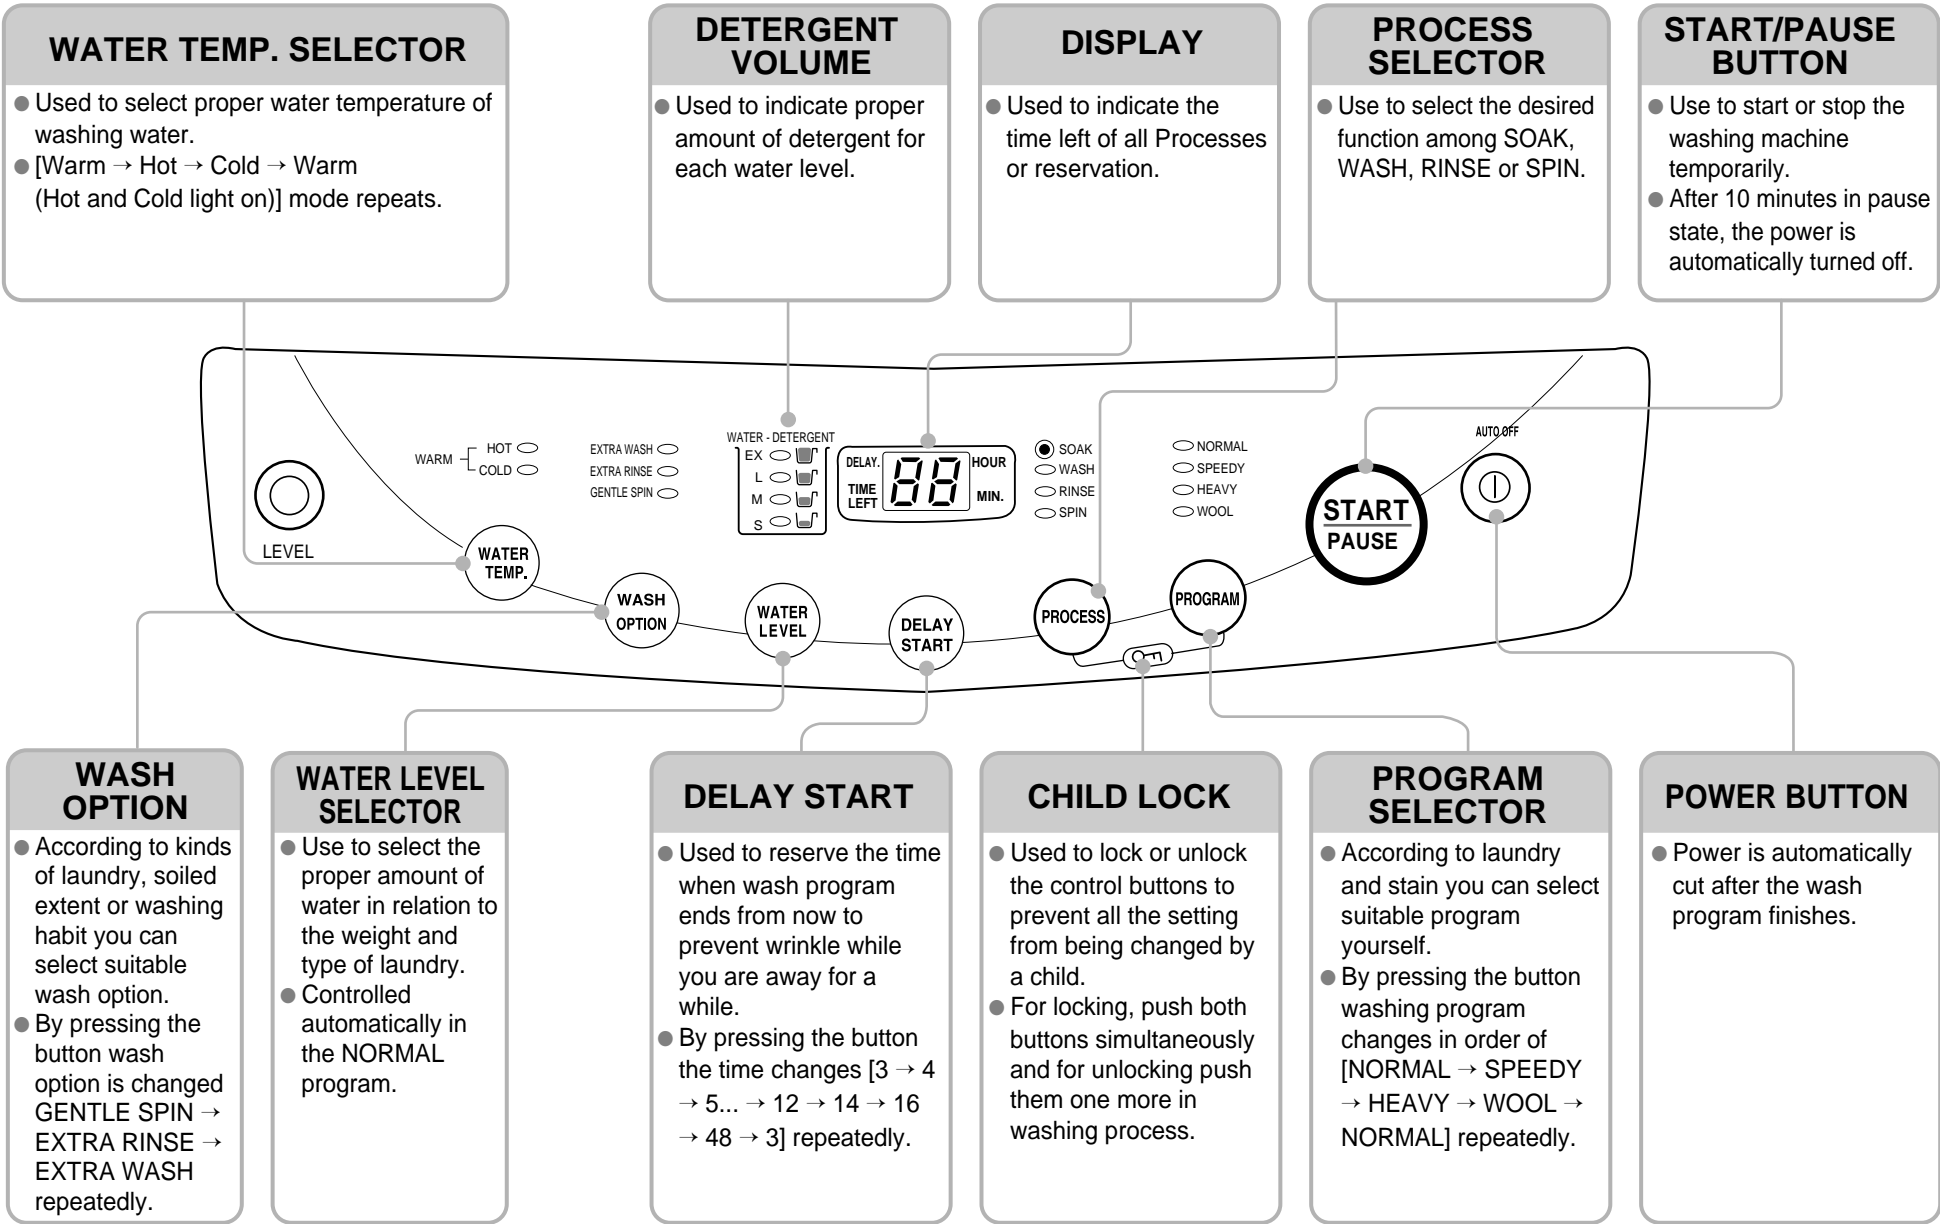 WATER TEMP. SELECTOR
● Used to select proper water temperature of
washing water.
● [Warm → Hot → Cold → Warm
(Hot and Cold light on)] mode repeats.
DETERGENT
VOLUME
● Used to indicate proper
amount of detergent for
each water level.
DISPLAY
● Used to indicate the
time left of all Processes
or reservation.
PROCESS
SELECTOR
● Use to select the desired
function among SOAK,
WASH, RINSE or SPIN.
START/PAUSE
BUTTON
● Use to start or stop the
washing machine
temporarily.
● After 10 minutes in pause
state, the power is
automatically turned off.
LEVEL
WARM
HOT
COLD
EXTRA WASH
EXTRA RINSE
GENTLE SPIN
WATER - DETERGENT
EX
L
M
S
DELAY.
TIME
LEFT
88
HOUR
MIN.
SOAK
WASH
RINSE
SPIN
NORMAL
SPEEDY
HEAVY
WOOL
START
PAUSE
AUTO OFF
WATER
TEMP.
WASH
OPTION
WATER
LEVEL
DELAY
START
PROCESS
PROGRAM
WASH
OPTION
● According to kinds
of laundry, soiled
extent or washing
habit you can
select suitable
wash option.
● By pressing the
button wash
option is changed
GENTLE SPIN →
EXTRA RINSE →
EXTRA WASH
repeatedly.
WATER LEVEL
SELECTOR
● Use to select the
proper amount of
water in relation to
the weight and
type of laundry.
● Controlled
automatically in
the NORMAL
program.
DELAY START
● Used to reserve the time
when wash program
ends from now to
prevent wrinkle while
you are away for a
while.
● By pressing the button
the time changes [3 → 4
→ 5... → 12 → 14 → 16
→ 48 → 3] repeatedly.
CHILD LOCK
● Used to lock or unlock
the control buttons to
prevent all the setting
from being changed by
a child.
● For locking, push both
buttons simultaneously
and for unlocking push
them one more in
washing process.
PROGRAM
SELECTOR
● According to laundry
and stain you can select
suitable program
yourself.
● By pressing the button
washing program
changes in order of
[NORMAL → SPEEDY
→ HEAVY → WOOL →
NORMAL] repeatedly.
POWER BUTTON
● Power is automatically
cut after the wash
program finishes.